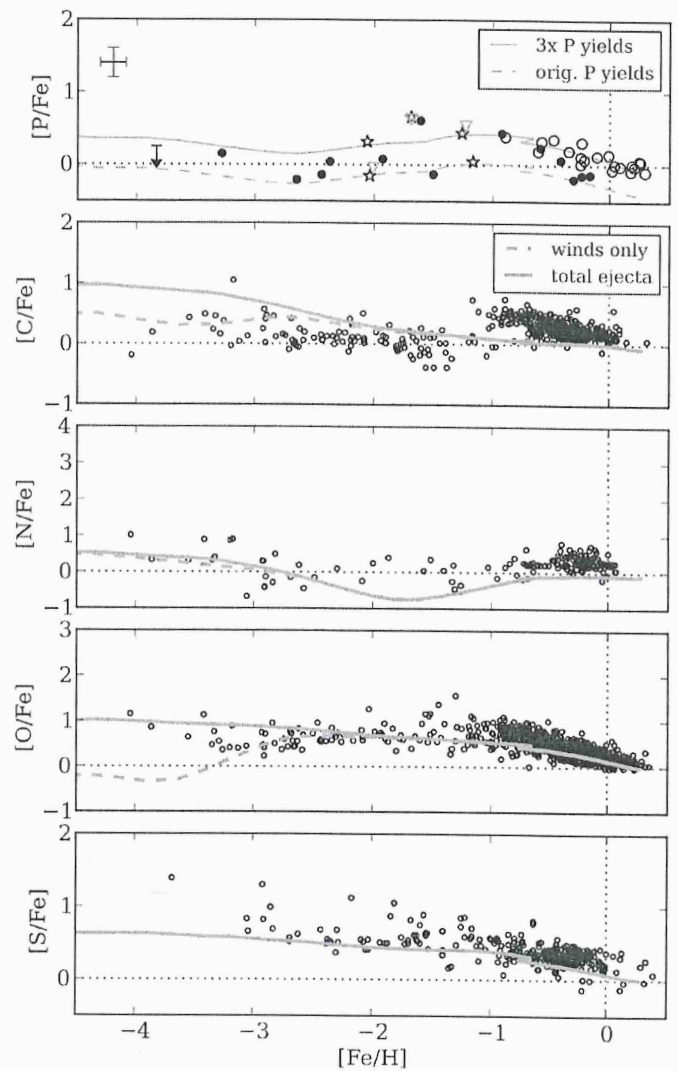 2
1
0
[P/Fe]
3x P yields
orig. P yields
2
1
0
−1
[C/Fe]
winds only
total ejecta
4
3
2
1
0
−1
[N/Fe]
3
2
1
0
−1
[O/Fe]
2
1
0
[S/Fe]
−4 −3 −2 −1 0
[Fe/H]